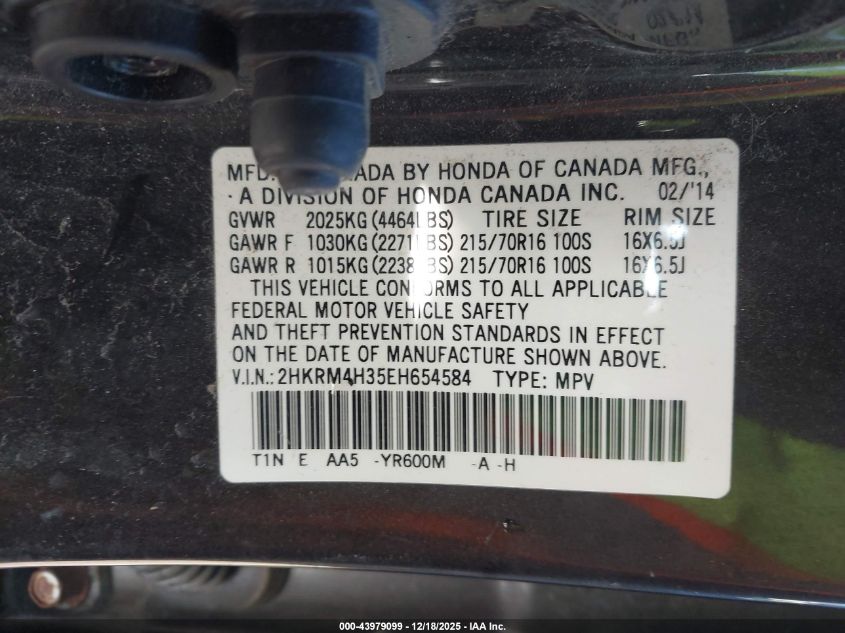 MFD. CANADA BY HONDA OF CANADA MFG.,
A DIVISION OF HONDA CANADA INC. 02/'14
GVWR 2025KG (4464LBS) TIRE SIZE RIM SIZE
GAWR F 1030KG (2271LBS) 215/70R16 100S 16X6.5J
GAWR R 1015KG (2238LBS) 215/70R16 100S 16X6.5J
THIS VEHICLE CONFORMS TO ALL APPLICABLE
FEDERAL MOTOR VEHICLE SAFETY
AND THEFT PREVENTION STANDARDS IN EFFECT
ON THE DATE OF MANUFACTURE SHOWN ABOVE.
V.I.N.: 2HKRM4H35EH654584 TYPE: MPV
T1N E AA5 -YR600M -A -H
000-43979099 - 12/18/2025 - IAA Inc.